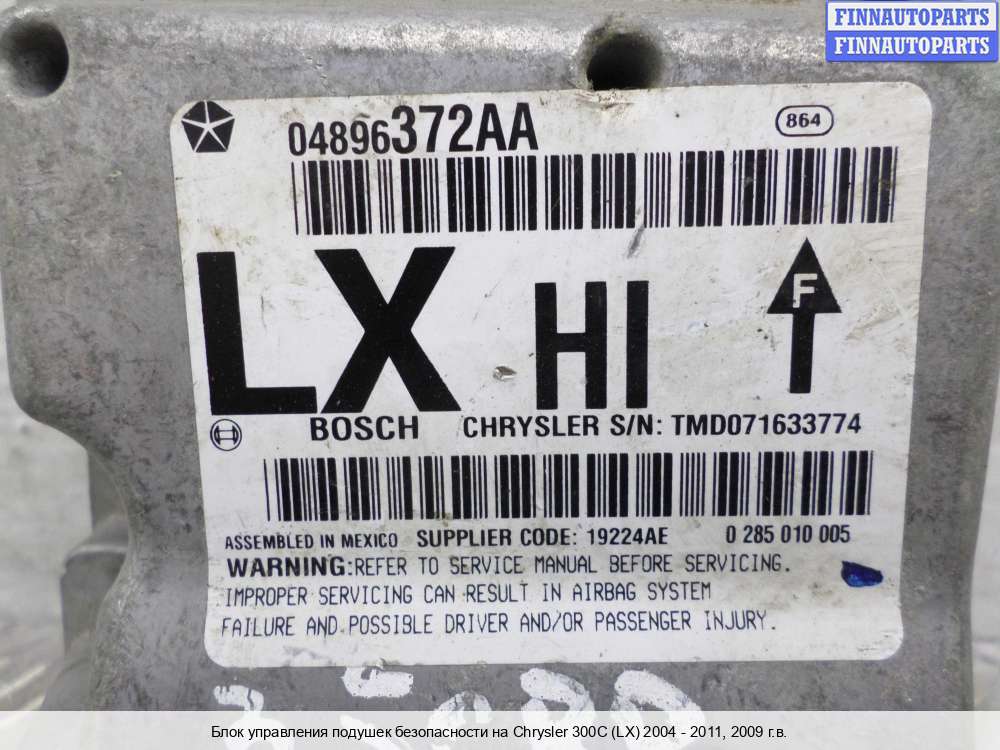 FINNAUTOPARTS
FINNAUTOPARTS
04896372AA 864
LX HI F
BOSCH CHRYSLER S/N: TMD071633774
ASSEMBLED IN MEXICO SUPPLIER CODE: 19224AE 0 285 010 005
WARNING:REFER TO SERVICE MANUAL BEFORE SERVICING.
IMPROPER SERVICING CAN RESULT IN AIRBAG SYSTEM
FAILURE AND POSSIBLE DRIVER AND/OR PASSENGER INJURY.
Блок управления подушек безопасности на Chrysler 300C (LX) 2004 - 2011, 2009 г.в.